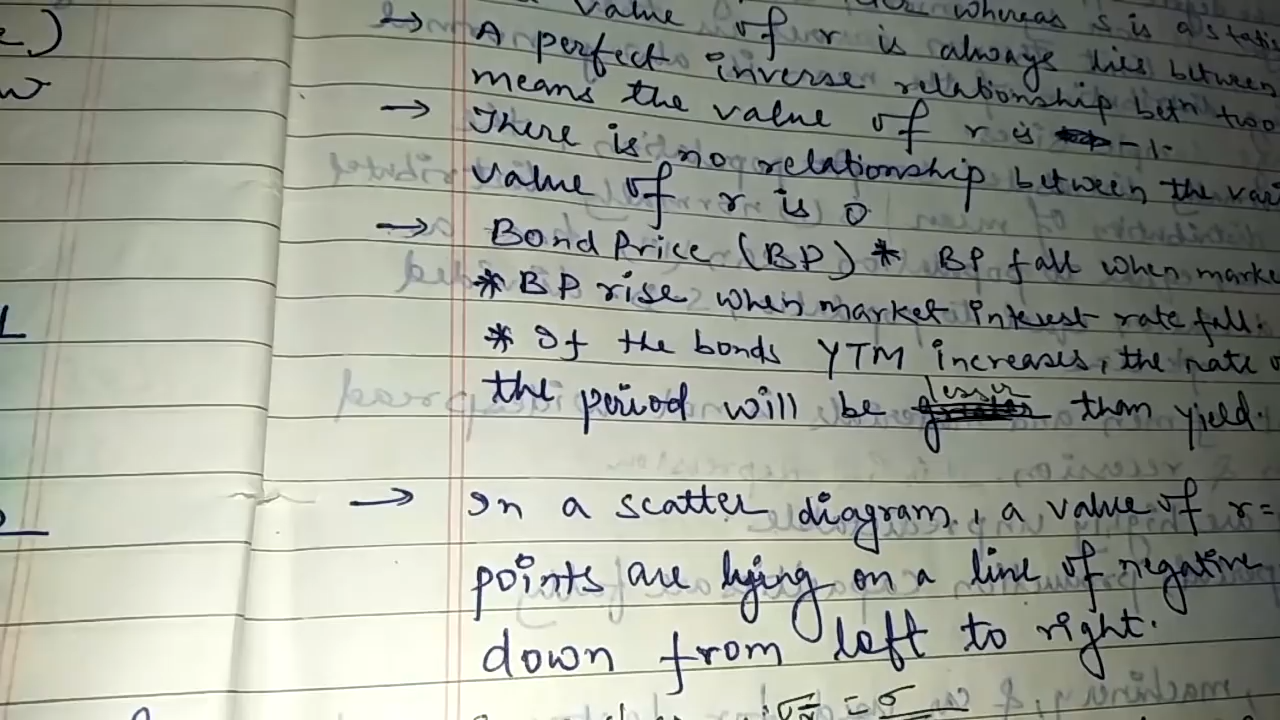 whereas s is a
value of r is always lies between
→ A perfect inverse relationship betn two
means the value of r is -1.
→ There is no relationship between the
value of r is 0
→ Bond Price (BP) * BP fall when
* BP rise when market interest rate fall.
* If the bonds YTM increases, the rate
the period will be lesser than yield.
→ In a scatter diagram, a value of r=
points are lying on a line of negative
down from left to right.